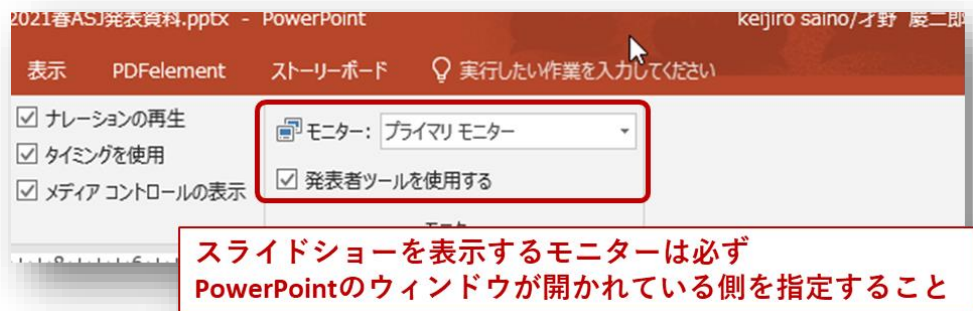 2021春ASJ発表資料.pptx - PowerPoint
keijiro saino/才野 慶二郎
表示 PDFelement ストーリーボード 実行したい作業を入力してください
ナレーションの再生
モニター: プライマリ モニター
タイミングを使用
発表者ツールを使用する
メディア コントロールの表示
スライドショーを表示するモニターは必ず
PowerPointのウィンドウが開かれている側を指定すること